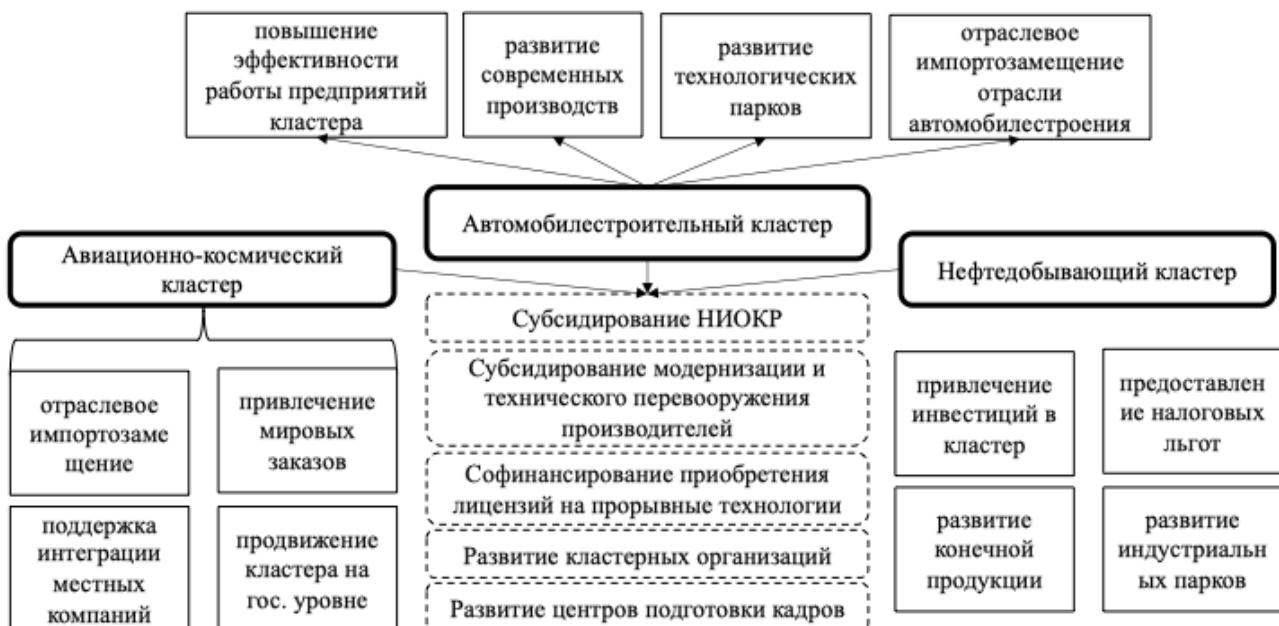 повышение
эффективности
работы предприятий
кластера
развитие
современных
производств
развитие
технологических
парков
отраслевое
импортозамещение
отрасли
автомобилестроения
Автомобилестроительный кластер
Авиационно-космический
кластер
Нефтедобывающий кластер
отраслевое
импортозаме
щение
привлечение
мировых
заказов
поддержка
интеграции
местных
компаний
продвижение
кластера на
гос. уровне
Субсидирование НИОКР
Субсидирование модернизации и
технического перевооружения
производителей
Софинансирование приобретения
лицензий на прорывные технологии
Развитие кластерных организаций
Развитие центров подготовки кадров
привлечение
инвестиций в
кластер
предоставлен
ие налоговых
льгот
развитие
конечной
продукции
развитие
индустриальн
ых парков